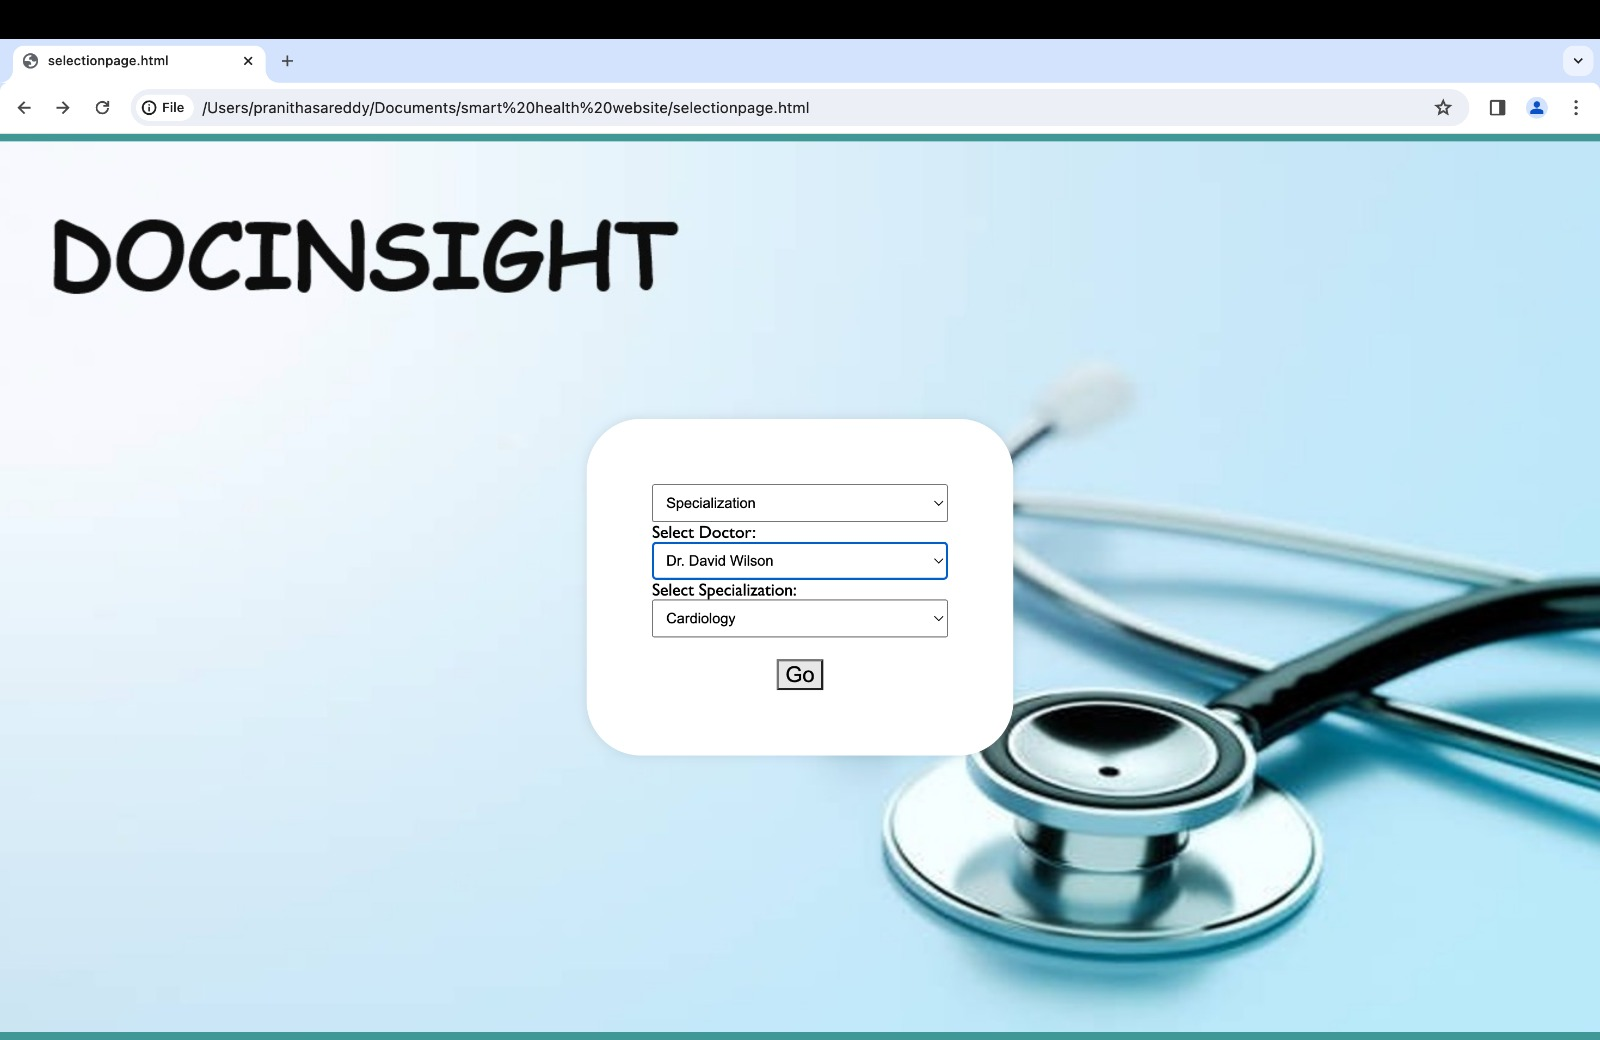 selectionpage.html
File /Users/pranithasareddy/Documents/smart%20health%20website/selectionpage.html
DOCINSIGHT
Specialization
Select Doctor:
Dr. David Wilson
Select Specialization:
Cardiology
Go